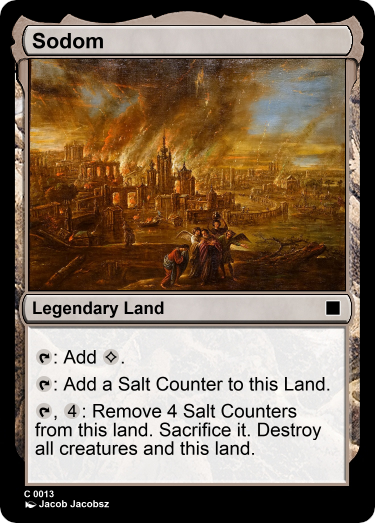 Sodom
Legendary Land
: Add .
: Add a Salt Counter to this Land.
, 4: Remove 4 Salt Counters
from this land. Sacrifice it. Destroy
all creatures and this land.
C 0013
Jacob Jacobsz